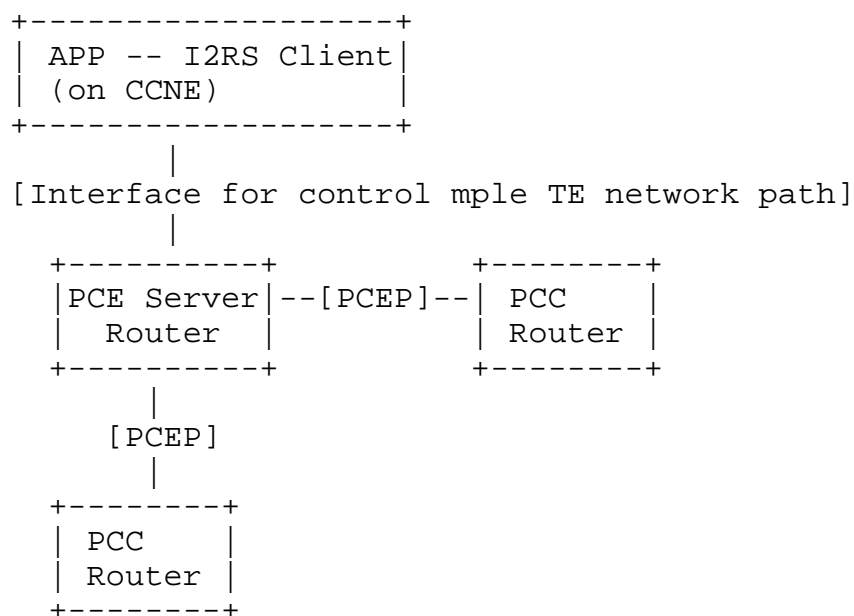 +-------------------+
| APP -- I2RS Client|
| (on CCNE)         |
+-------------------+
        |
[Interface for control mple TE network path]
        |
  +----------+          +--------+
  |PCE Server|--[PCEP]--| PCC    |
  |  Router  |          | Router |
  +----------+          +--------+
       |
     [PCEP]
       |
  +--------+
  | PCC    |
  | Router |
  +--------+